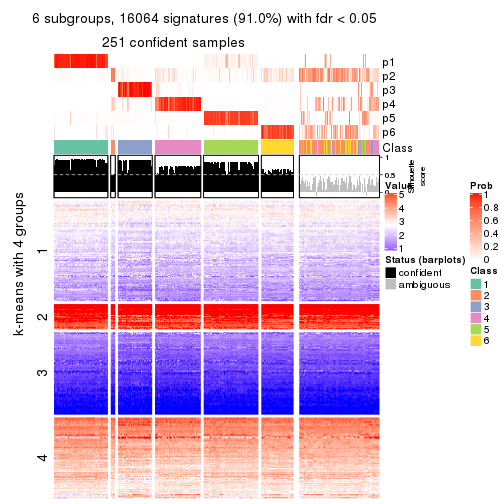 6 subgroups, 16064 signatures (91.0%) with fdr < 0.05
251 confident samples
p1
p2
p3
p4
p5
p6
Class
1
0.5
0
Silhouette
score
k-means with 4 groups
1
2
3
4
Value
5
4
3
2
1
Status (barplots)
confident
ambiguous
Prob
1
0.8
0.6
0.4
0.2
0
Class
1
2
3
4
5
6